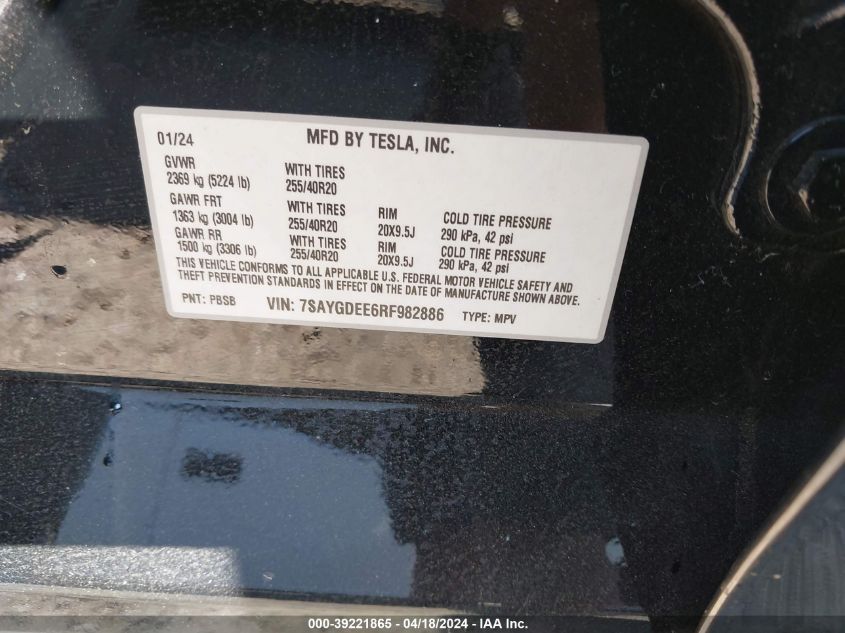 01/24 MFD BY TESLA, INC.
GVWR
2369 kg (5224 lb) WITH TIRES 255/40R20
GAWR FRT
1363 kg (3004 lb) WITH TIRES 255/40R20 RIM 20X9.5J COLD TIRE PRESSURE 290 kPa, 42 psi
GAWR RR
1500 kg (3306 lb) WITH TIRES 255/40R20 RIM 20X9.5J COLD TIRE PRESSURE 290 kPa, 42 psi
THIS VEHICLE CONFORMS TO ALL APPLICABLE U.S. FEDERAL MOTOR VEHICLE SAFETY AND
THEFT PREVENTION STANDARDS IN EFFECT ON THE DATE OF MANUFACTURE SHOWN ABOVE.
PNT: PBSB VIN: 7SAYGDEE6RF982886 TYPE: MPV
000-39221865 - 04/18/2024 - IAA Inc.